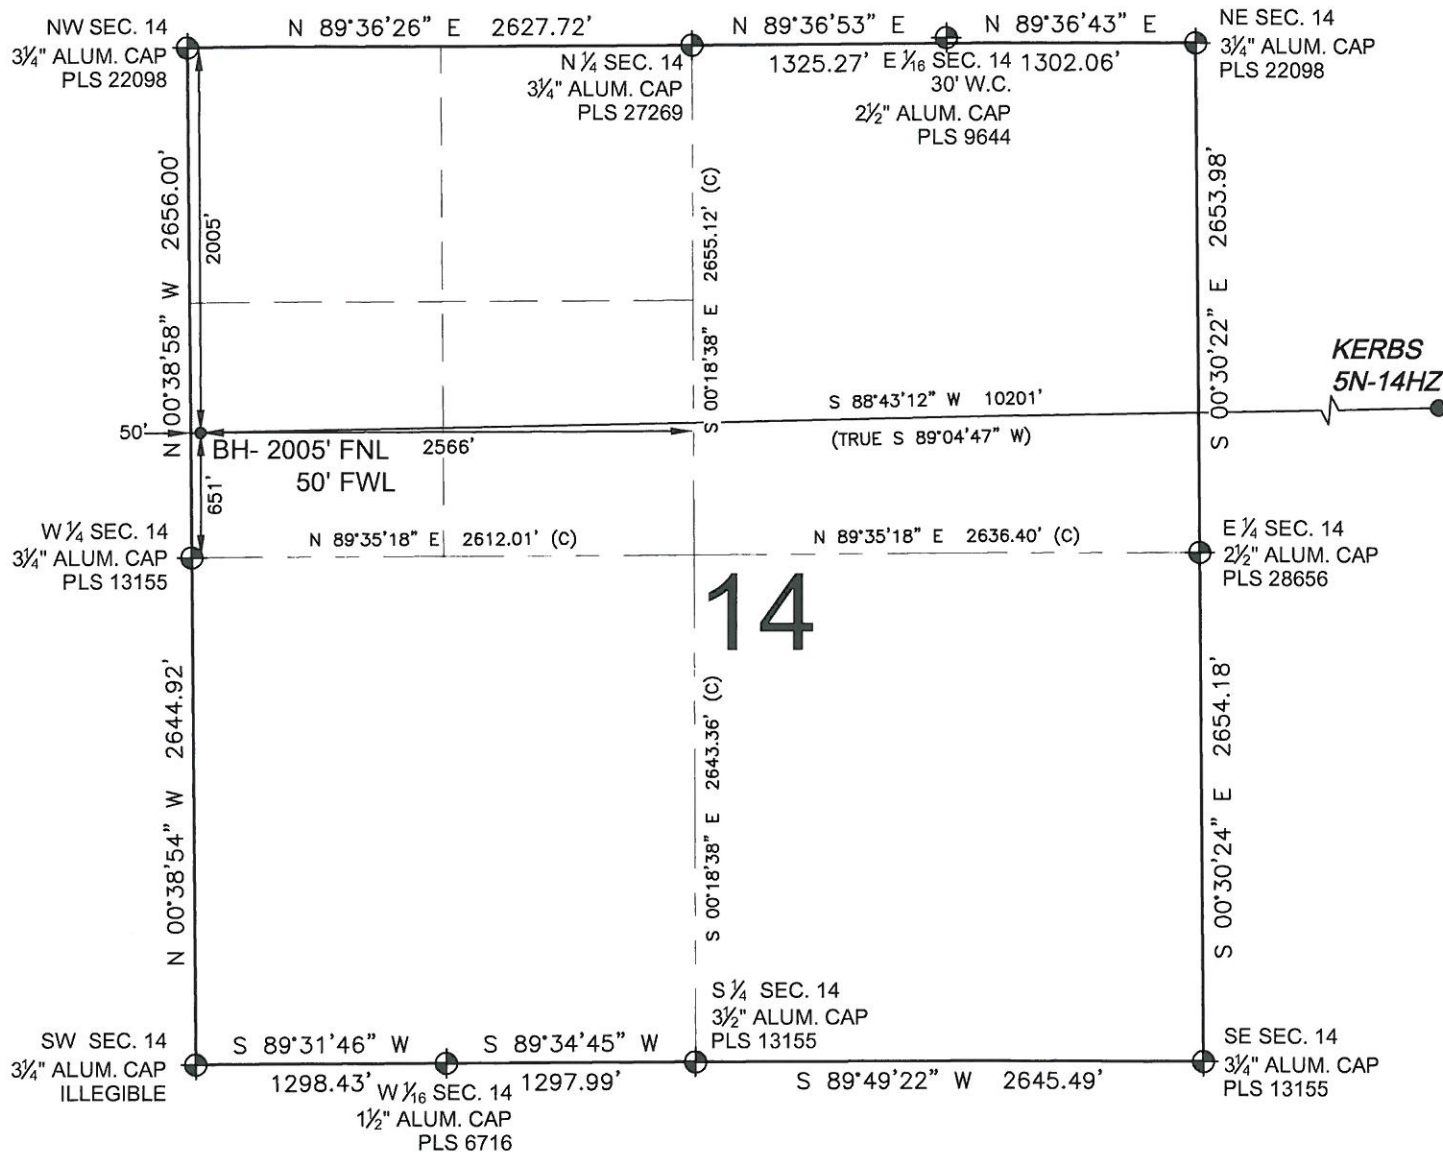 NW SEC. 14
3¼" ALUM. CAP
PLS 22098
N 89°36'26" E 2627.72'
N ¼ SEC. 14
3¼" ALUM. CAP
PLS 27269
N 89°36'53" E
1325.27'
E 1⁄16 SEC. 14
30' W.C.
2½" ALUM. CAP
PLS 9644
N 89°36'43" E
1302.06'
NE SEC. 14
3¼" ALUM. CAP
PLS 22098
N 00°38'58" W 2656.00'
2005'
S 00°18'38" E 2655.12' (C)
S 00°30'22" E 2653.98'
KERBS
5N-14HZ
S 88°43'12" W 10201'
(TRUE S 89°04'47" W)
50'
BH- 2005' FNL
50' FWL
2566'
651'
W ¼ SEC. 14
3¼" ALUM. CAP
PLS 13155
N 89°35'18" E 2612.01' (C)
N 89°35'18" E 2636.40' (C)
E ¼ SEC. 14
2½" ALUM. CAP
PLS 28656
14
N 00°38'54" W 2644.92'
S 00°18'38" E 2643.36' (C)
S 00°30'24" E 2654.18'
SW SEC. 14
3¼" ALUM. CAP
ILLEGIBLE
S 89°31'46" W
1298.43'
W 1⁄16 SEC. 14
1½" ALUM. CAP
PLS 6716
S 89°34'45" W
1297.99'
S ¼ SEC. 14
3½" ALUM. CAP
PLS 13155
S 89°49'22" W 2645.49'
SE SEC. 14
3¼" ALUM. CAP
PLS 13155